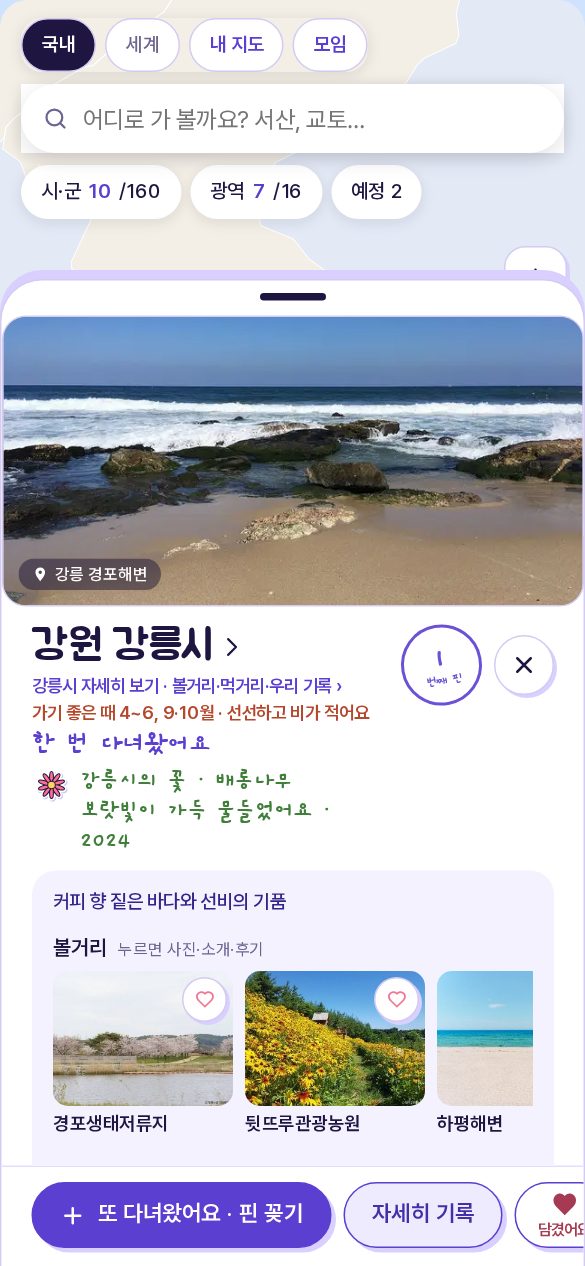 국내 세계 내 지도 모임
어디로 가 볼까요? 서산, 교토…
시·군 10 /160 광역 7 /16 예정 2
강릉 경포해변
강원 강릉시 ›
1
번째 핀
강릉시 자세히 보기 · 볼거리·먹거리·우리 기록 ›
가기 좋은 때 4~6, 9·10월 · 선선하고 비가 적어요
한 번 다녀왔어요
강릉시의 꽃 · 배롱나무
보랏빛이 가득 물들었어요 ·
2024
커피 향 짙은 바다와 선비의 기품
볼거리 누르면 사진·소개·후기
경포생태저류지 뒷뜨루관광농원 하평해변
+ 또 다녀왔어요 · 핀 꽂기 자세히 기록 담겼어요